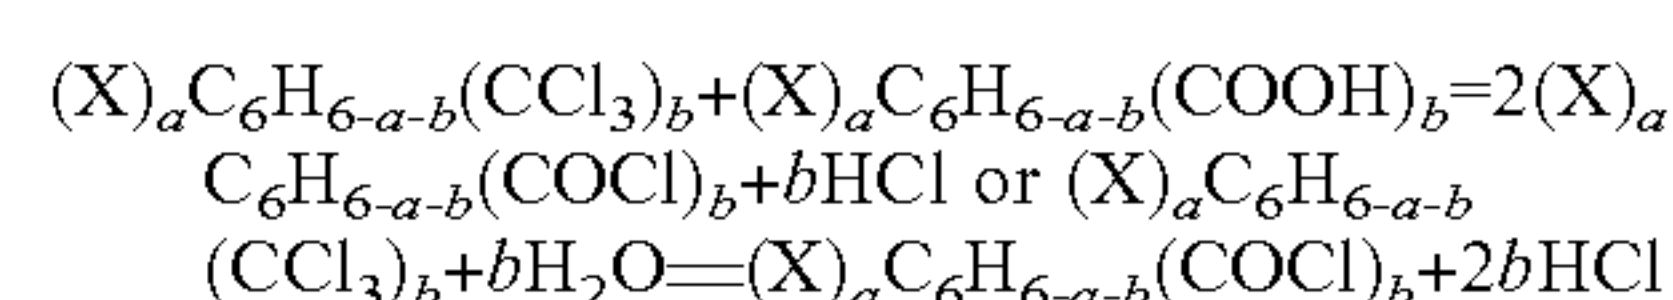 (X)ₐC₆H₆₋ₐ₋b(CCl₃)b+(X)ₐC₆H₆₋ₐ₋b(COOH)b=2(X)ₐ
C₆H₆₋ₐ₋b(COCl)b+bHCl or (X)ₐC₆H₆₋ₐ₋b
(CCl₃)b+bH₂O=(X)ₐC₆H₆₋ₐ₋b(COCl)b+2bHCl